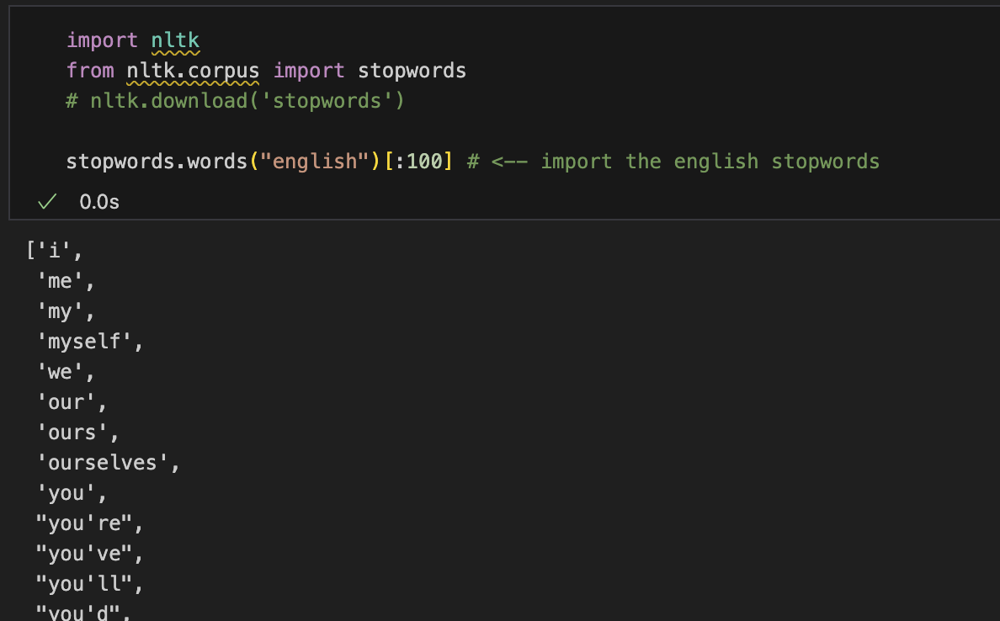 import nltk
from nltk.corpus import stopwords
# nltk.download('stopwords')
stopwords.words("english")[:100] # <-- import the english stopwords
✓ 0.0s
['i',
'me',
'my',
'myself',
'we',
'our',
'ours',
'ourselves',
'you',
"you're",
"you've",
"you'll",
"you'd",